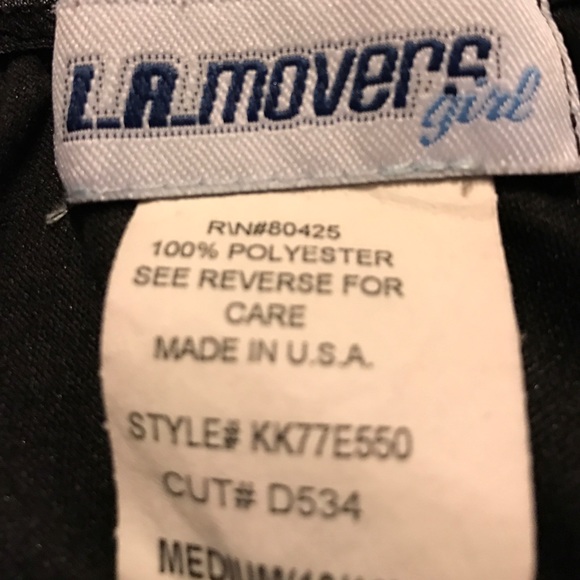 L.A. movers
girl
R\N#80425
100% POLYESTER
SEE REVERSE FOR
CARE
MADE IN U.S.A.
STYLE# KK77E550
CUT# D534